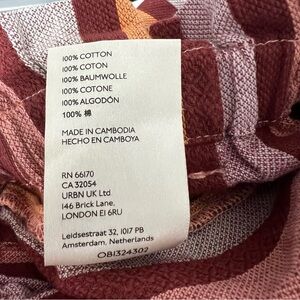 100% COTTON
100% COTON
100% BAUMWOLLE
100% COTONE
100% ALGODÓN
100% 棉
MADE IN CAMBODIA
HECHO EN CAMBOYA
RN 66170
CA 32054
URBN UK Ltd
146 Brick Lane,
LONDON E1 6RU
Leidsestraat 32, 1017 PB
Amsterdam, Netherlands
OB1324302